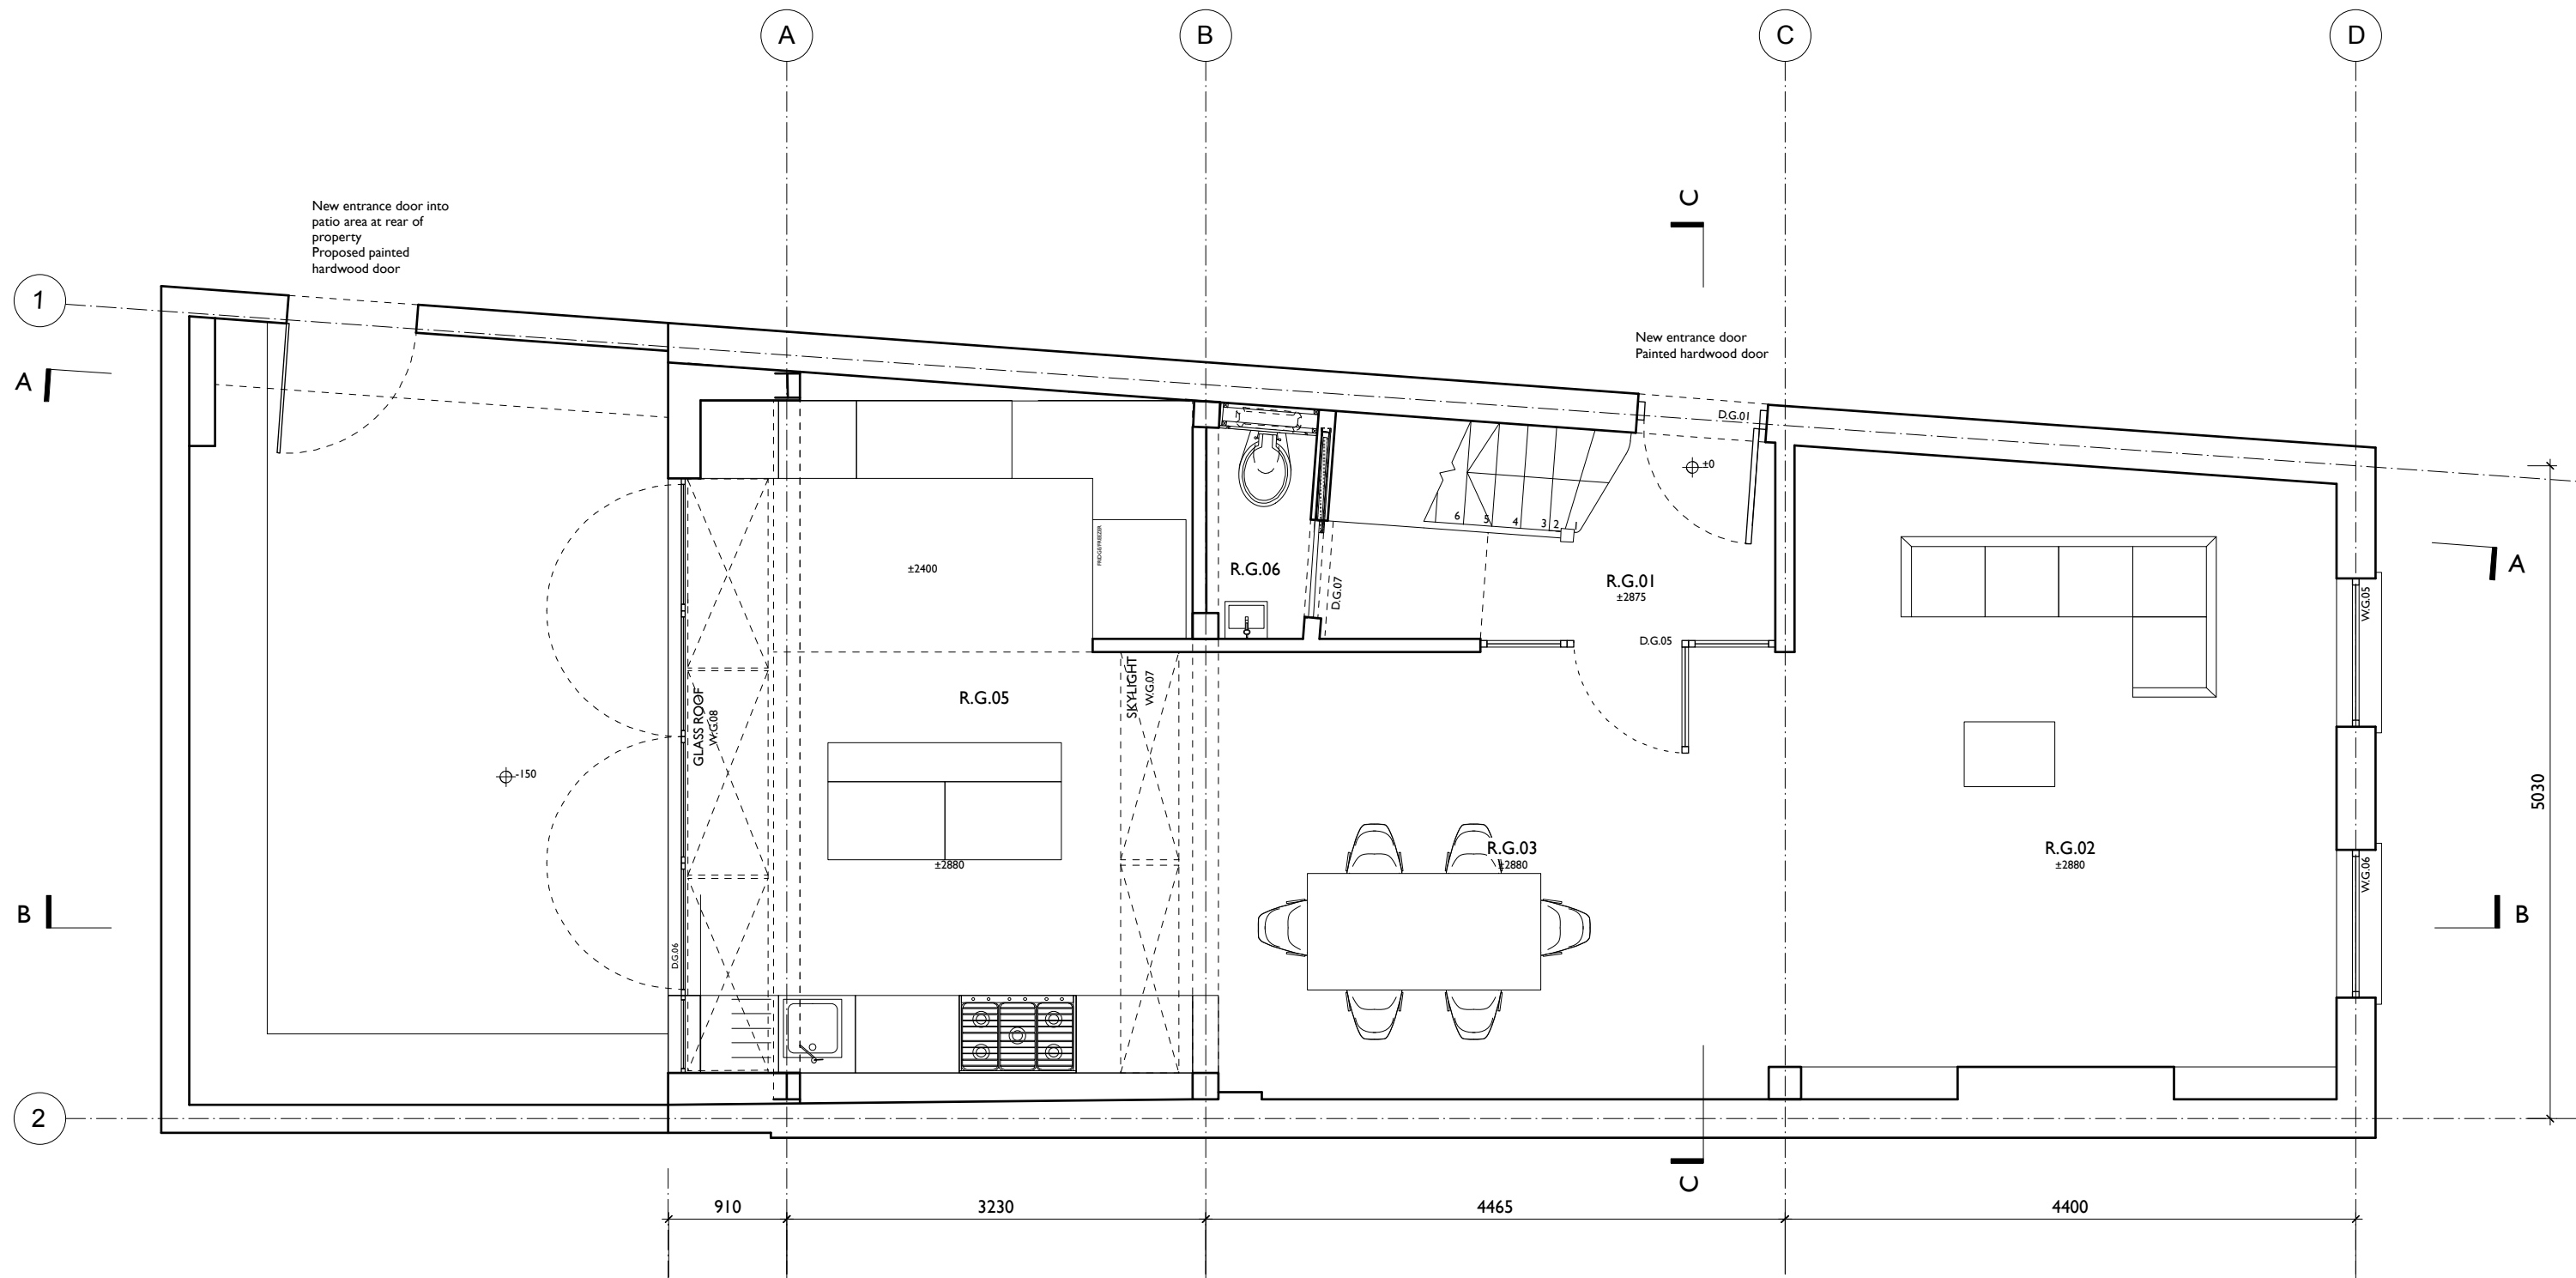 A
B
C
D
C
New entrance door into
patio area at rear of
property
Proposed painted
hardwood door
1
New entrance door
Painted hardwood door
A
D.G.01
±0
FRIDGE/FREEZER
6
5
4
3
2
1
A
±2400
R.G.06
D.G.07
R.G.01
±2875
W.G.05
D.G.05
R.G.05
SKYLIGHT
W.G.07
GLASS ROOF
W.G.08
-150
5030
±2880
R.G.03
±2880
R.G.02
±2880
W.G.06
B
B
D.G.06
2
C
910
3230
4465
4400